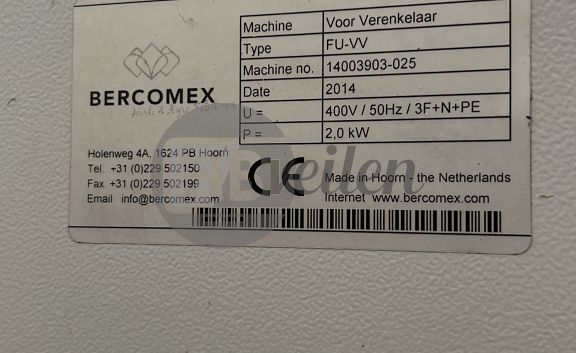 Machine Voor Verenkelaar
Type FU-VV
Machine no. 14003903-025
Date 2014
U = 400V / 50Hz / 3F+N+PE
P = 2,0 kW
BERCOMEX
Holenweg 4A, 1624 PB Hoorn
Tel. +31 (0)229 502150
Fax. +31 (0)229 502199
Email info@bercomex.com
CE
Made in Hoorn - the Netherlands
Internet www.bercomex.com
veilen